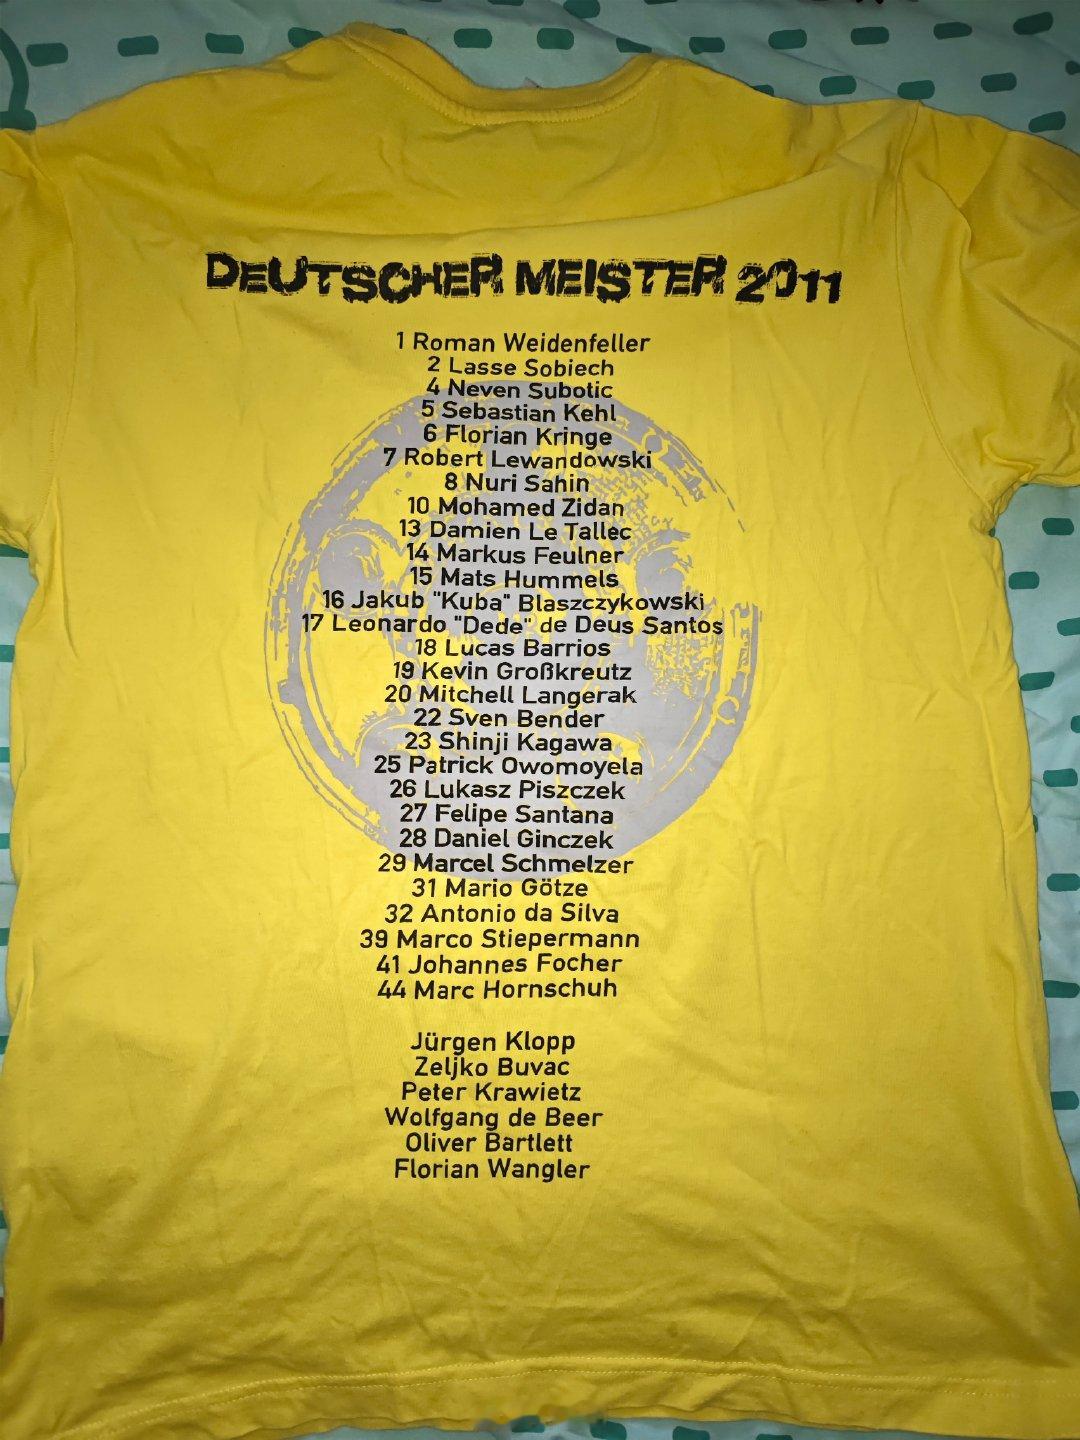 DEUTSCHER MEISTER 2011
1 Roman Weidenfeller
2 Lasse Sobiech
4 Neven Subotic
5 Sebastian Kehl
6 Florian Kringe
7 Robert Lewandowski
8 Nuri Sahin
10 Mohamed Zidan
13 Damien Le Tallec
14 Markus Feulner
15 Mats Hummels
16 Jakub "Kuba" Blaszczykowski
17 Leonardo "Dede" de Deus Santos
18 Lucas Barrios
19 Kevin Großkreutz
20 Mitchell Langerak
22 Sven Bender
23 Shinji Kagawa
25 Patrick Owomoyela
26 Lukasz Piszczek
27 Felipe Santana
28 Daniel Ginczek
29 Marcel Schmelzer
31 Mario Götze
32 Antonio da Silva
39 Marco Stiepermann
41 Johannes Focher
44 Marc Hornschuh
Jürgen Klopp
Zeljko Buvac
Peter Krawietz
Wolfgang de Beer
Oliver Bartlett
Florian Wangler